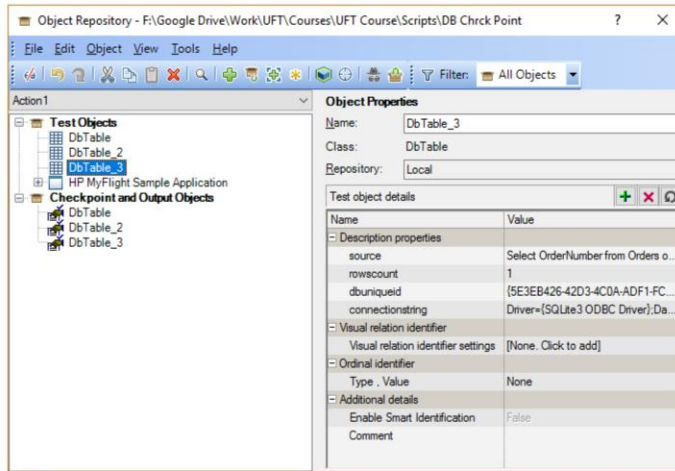 Object Repository - F:\Google Drive\Work\UFT\Courses\UFT Course\Scripts\DB Chrck Point
File Edit Object View Tools Help
Filter: All Objects
Action1
Test Objects
DbTable
DbTable_2
DbTable_3
HP MyFlight Sample Application
Checkpoint and Output Objects
DbTable
DbTable_2
DbTable_3
Object Properties
Name: DbTable_3
Class: DbTable
Repository: Local
Test object details
Name Value
Description properties
source Select OrderNumber from Orders o...
rowscount 1
dbuniqueid {5E3EB426-42D3-4C0A-ADF1-FC...
connectionstring Driver={SQLite3 ODBC Driver};Da...
Visual relation identifier
Visual relation identifier settings [None. Click to add]
Ordinal identifier
Type , Value None
Additional details
Enable Smart Identification False
Comment